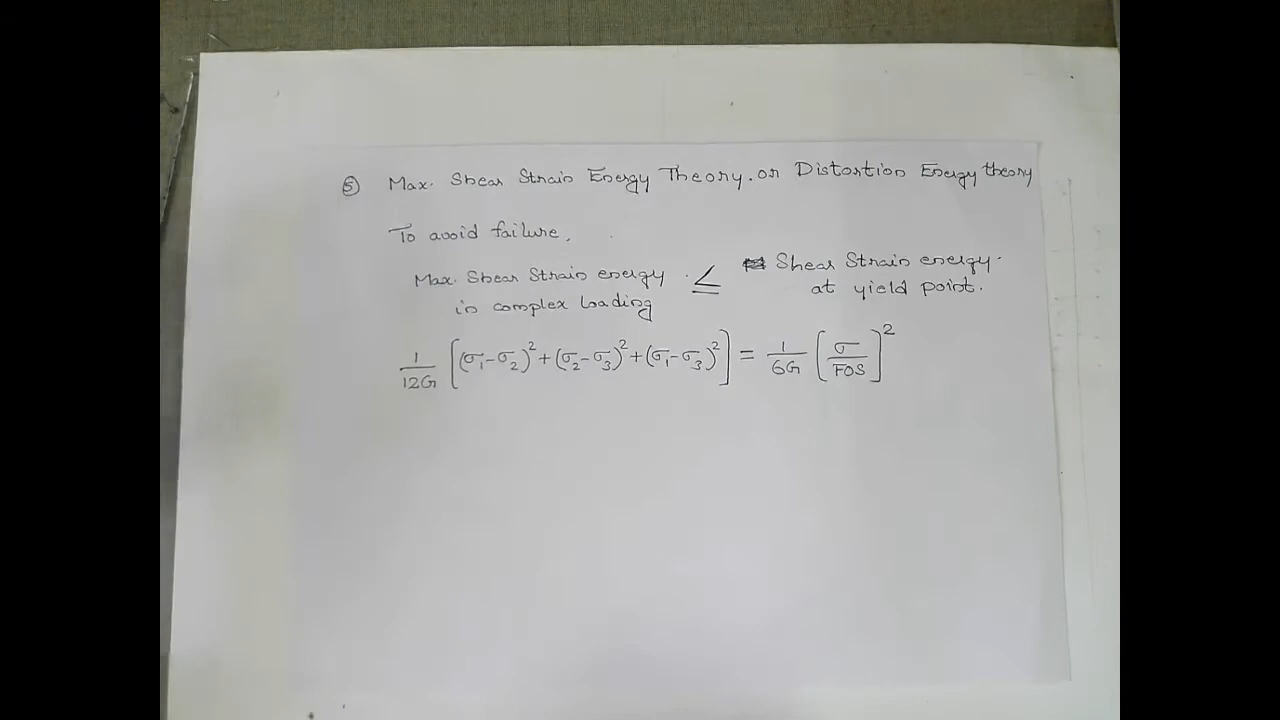 ⑤ Max. Shear Strain Energy Theory. or Distortion Energy theory
To avoid failure,
Max. Shear Strain energy in complex loading ≤ Shear Strain energy at yield point.
1/12G [(σ₁-σ₂)² + (σ₂-σ₃)² + (σ₁-σ₃)²] = 1/6G [σ/FOS]²